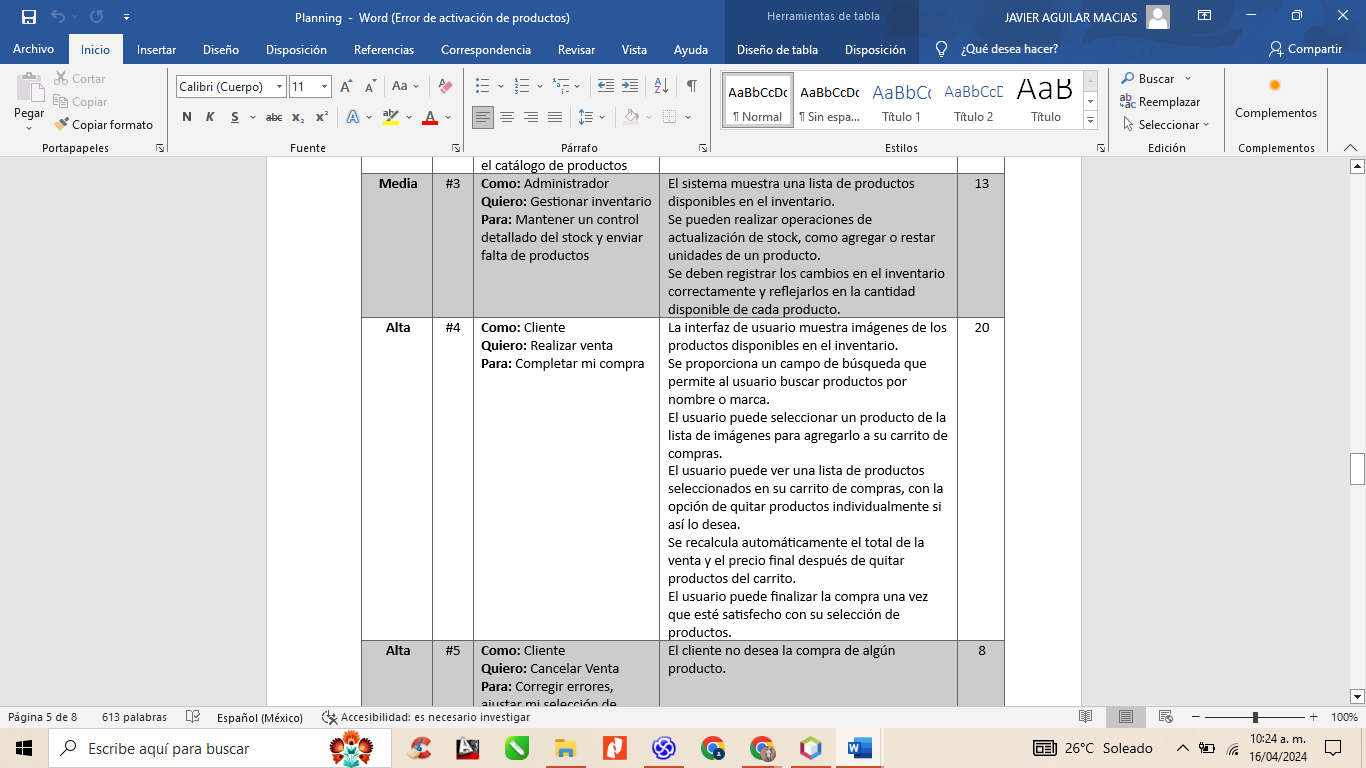 Planning - Word (Error de activación de productos)
Herramientas de tabla
JAVIER AGUILAR MACIAS
Archivo Inicio Insertar Diseño Disposición Referencias Correspondencia Revisar Vista Ayuda Diseño de tabla Disposición ¿Qué desea hacer? Compartir
Pegar
Cortar
Copiar
Copiar formato
Portapapeles
Calibri (Cuerpo) 11
N K S abc x₂ x²
Fuente
Párrafo
AaBbCcDc
¶ Normal
AaBbCcDc
¶ Sin espa...
AaBbCc
Título 1
AaBbCcD
Título 2
AaB
Título
Estilos
Buscar
Reemplazar
Seleccionar
Edición
Complementos
Complementos
el catálogo de productos
Media
#3
Como: Administrador
Quiero: Gestionar inventario
Para: Mantener un control
detallado del stock y enviar
falta de productos
El sistema muestra una lista de productos
disponibles en el inventario.
Se pueden realizar operaciones de
actualización de stock, como agregar o restar
unidades de un producto.
Se deben registrar los cambios en el inventario
correctamente y reflejarlos en la cantidad
disponible de cada producto.
13
Alta
#4
Como: Cliente
Quiero: Realizar venta
Para: Completar mi compra
La interfaz de usuario muestra imágenes de los
productos disponibles en el inventario.
Se proporciona un campo de búsqueda que
permite al usuario buscar productos por
nombre o marca.
El usuario puede seleccionar un producto de la
lista de imágenes para agregarlo a su carrito de
compras.
El usuario puede ver una lista de productos
seleccionados en su carrito de compras, con la
opción de quitar productos individualmente si
así lo desea.
Se recalcula automáticamente el total de la
venta y el precio final después de quitar
productos del carrito.
El usuario puede finalizar la compra una vez
que esté satisfecho con su selección de
productos.
20
Alta
#5
Como: Cliente
Quiero: Cancelar Venta
Para: Corregir errores,
ajustar mi selección de
El cliente no desea la compra de algún
producto.
8
Página 5 de 8 613 palabras Español (México) Accesibilidad: es necesario investigar 100%
Escribe aquí para buscar
26°C Soleado
10:24 a. m.
16/04/2024